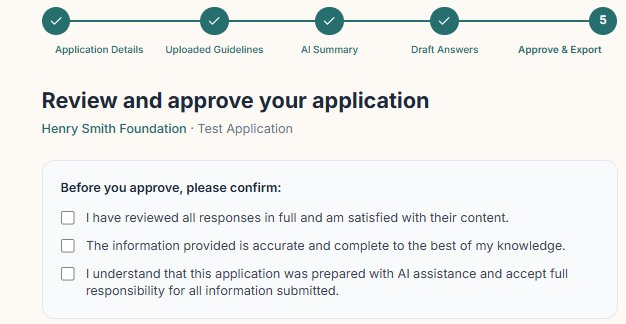 5
Application Details
Uploaded Guidelines
AI Summary
Draft Answers
Approve & Export
Review and approve your application
Henry Smith Foundation · Test Application
Before you approve, please confirm:
I have reviewed all responses in full and am satisfied with their content.
The information provided is accurate and complete to the best of my knowledge.
I understand that this application was prepared with AI assistance and accept full
responsibility for all information submitted.